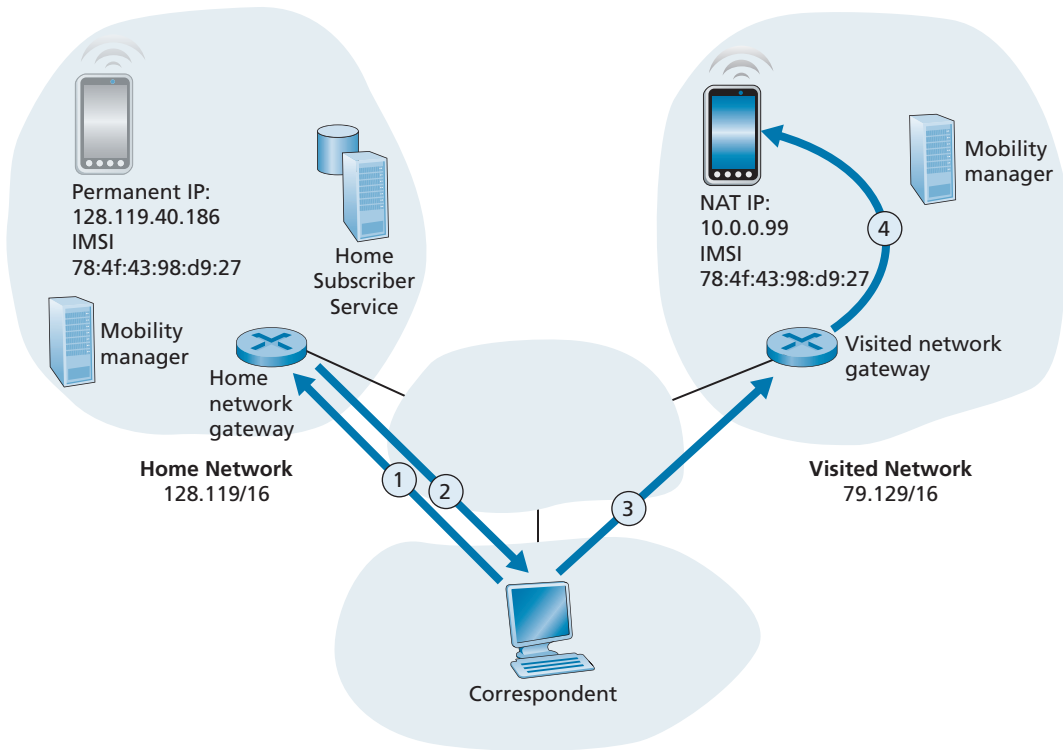 Permanent IP:
128.119.40.186
IMSI
78:4f:43:98:d9:27
Home
Subscriber
Service
Mobility
manager
Home
network
gateway
Home Network
128.119/16
NAT IP:
10.0.0.99
IMSI
78:4f:43:98:d9:27
Mobility
manager
4
Visited network
gateway
Visited Network
79.129/16
1
2
3
Correspondent